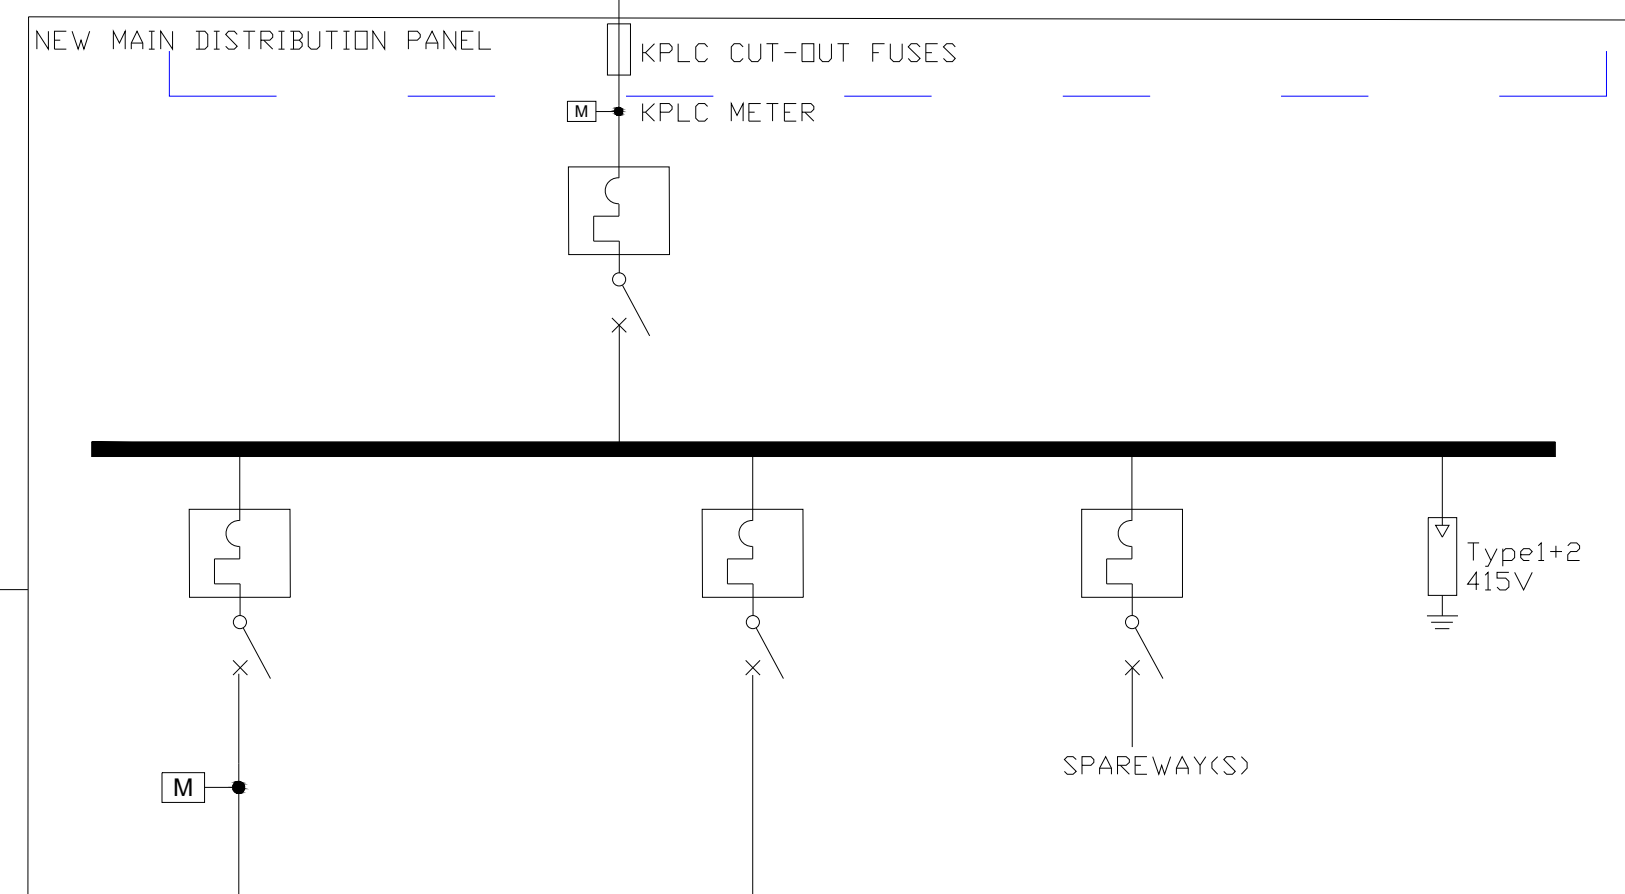 NEW MAIN DISTRIBUTION PANEL
KPLC CUT-OUT FUSES
M
KPLC METER
Type1+2
415V
SPAREWAY(S)
M